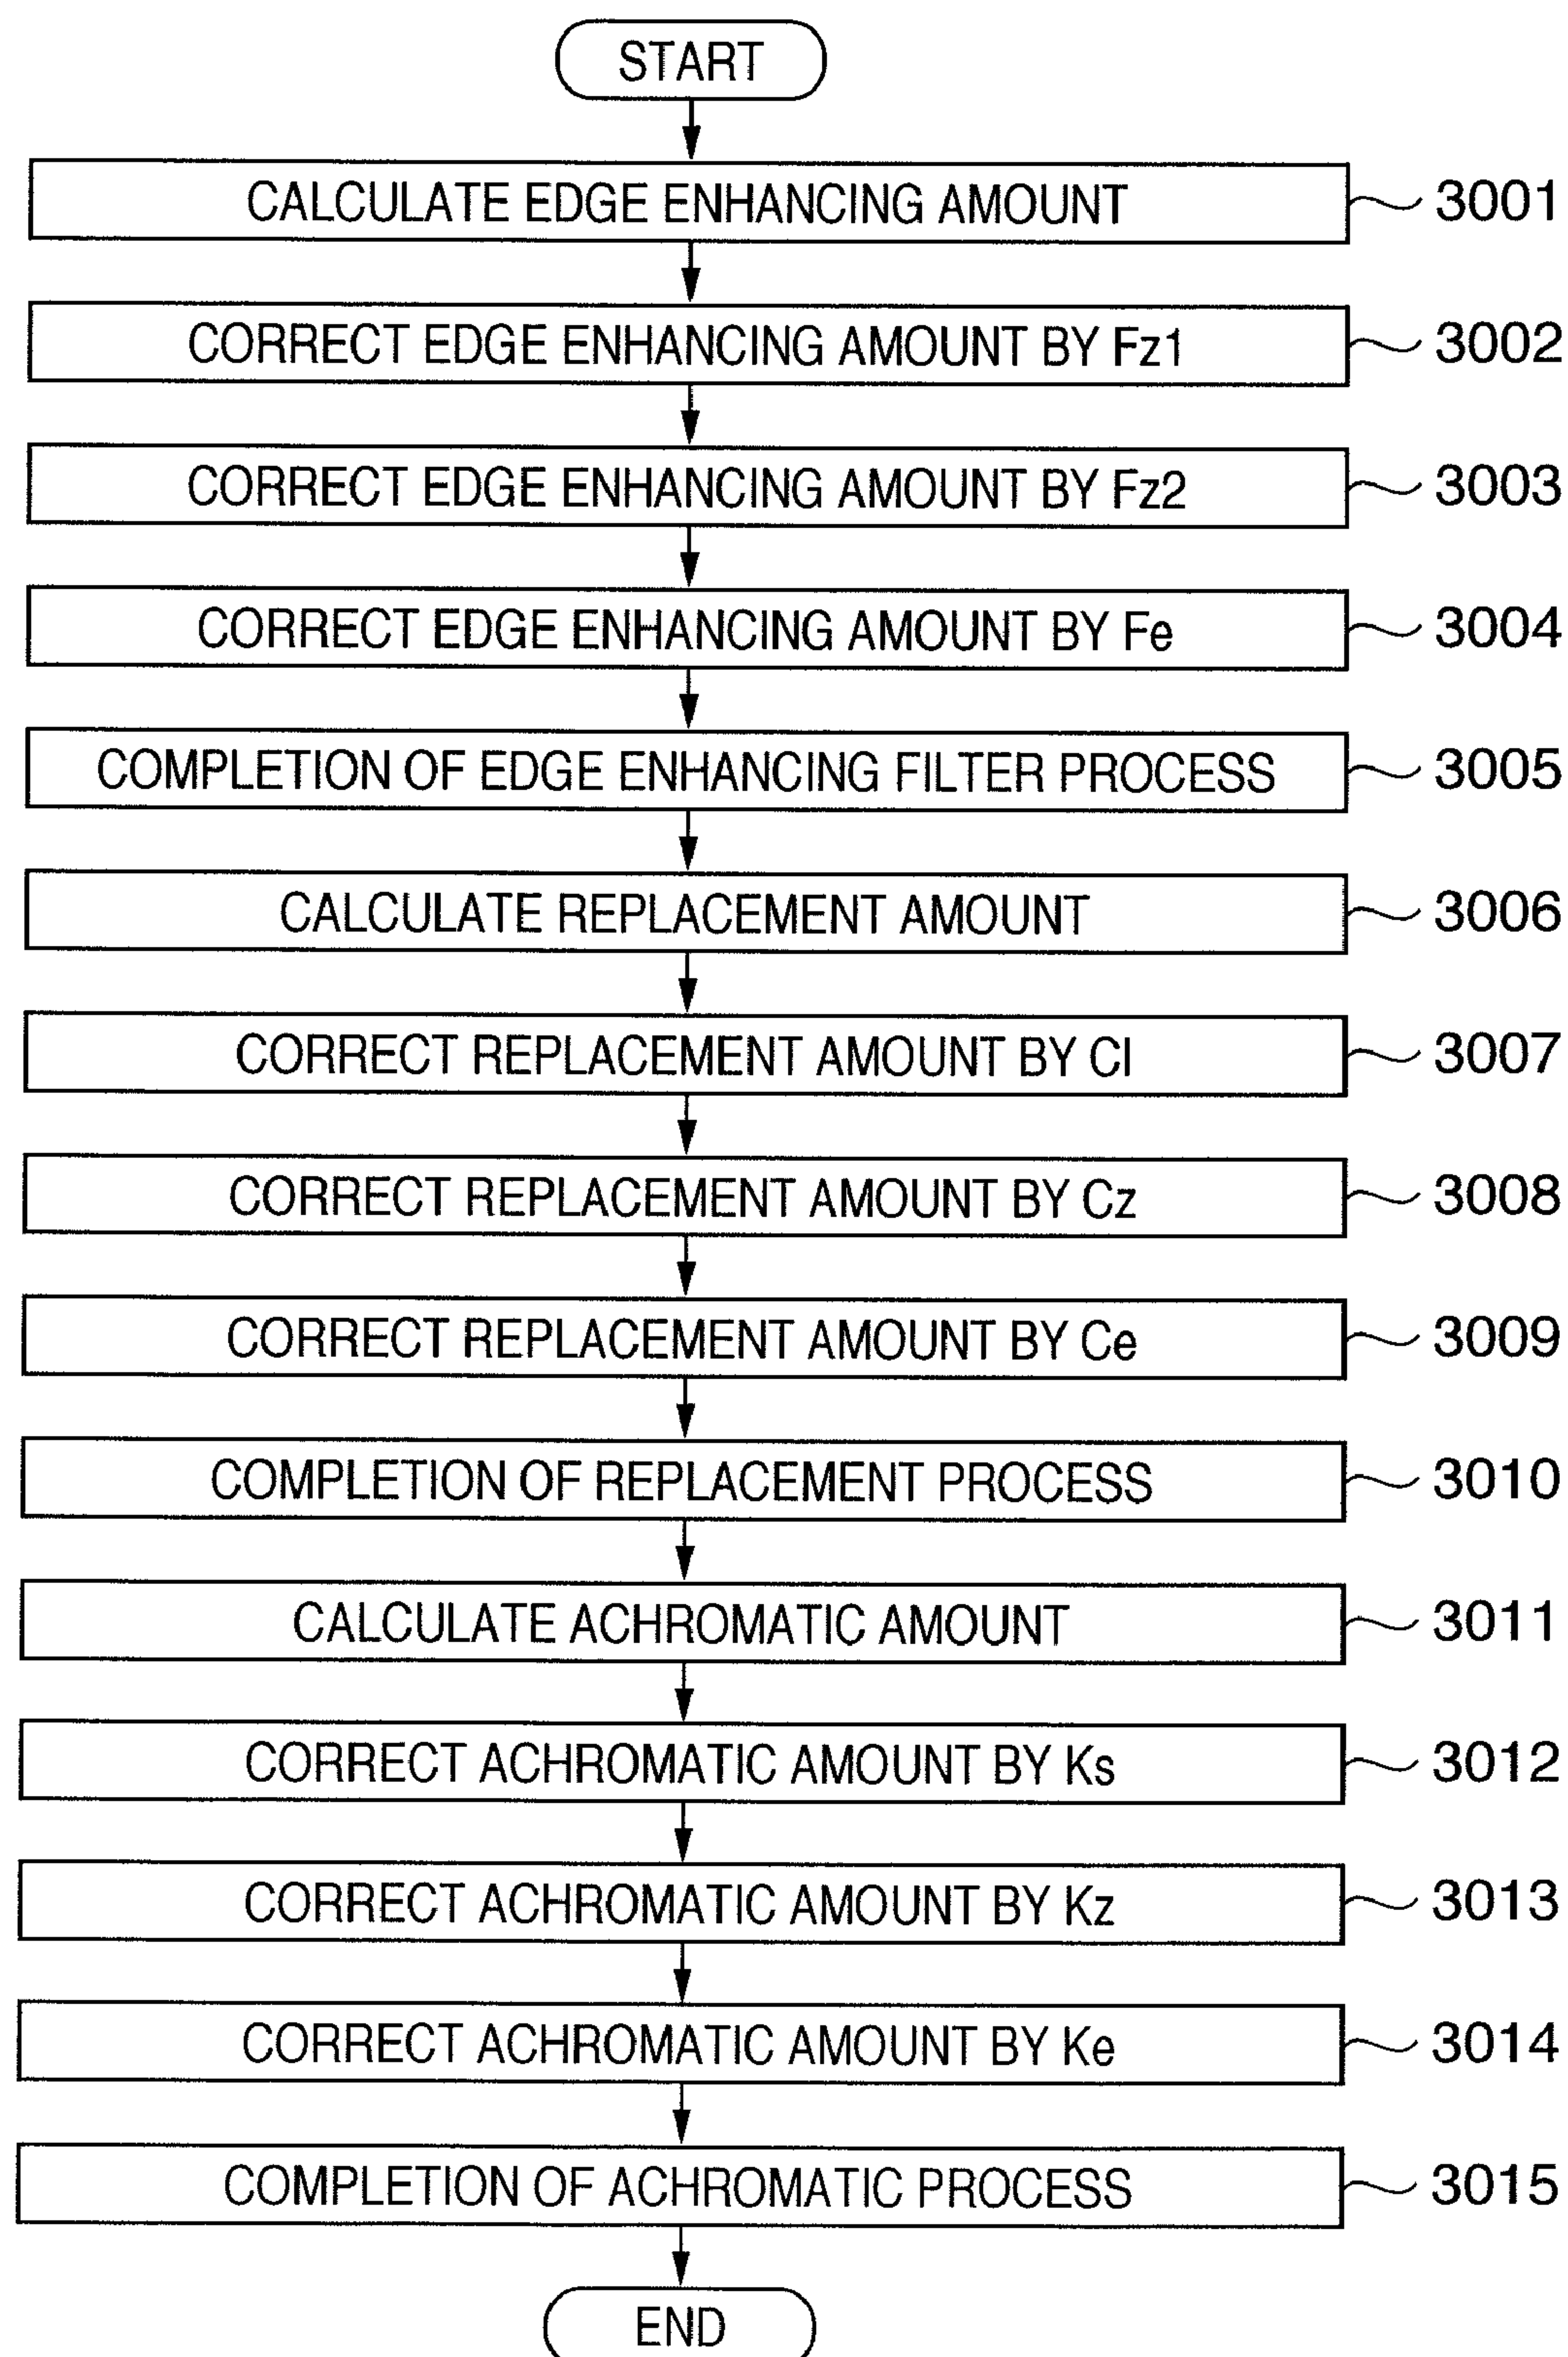 START
CALCULATE EDGE ENHANCING AMOUNT 3001
CORRECT EDGE ENHANCING AMOUNT BY Fz1 3002
CORRECT EDGE ENHANCING AMOUNT BY Fz2 3003
CORRECT EDGE ENHANCING AMOUNT BY Fe 3004
COMPLETION OF EDGE ENHANCING FILTER PROCESS 3005
CALCULATE REPLACEMENT AMOUNT 3006
CORRECT REPLACEMENT AMOUNT BY Cl 3007
CORRECT REPLACEMENT AMOUNT BY Cz 3008
CORRECT REPLACEMENT AMOUNT BY Ce 3009
COMPLETION OF REPLACEMENT PROCESS 3010
CALCULATE ACHROMATIC AMOUNT 3011
CORRECT ACHROMATIC AMOUNT BY Ks 3012
CORRECT ACHROMATIC AMOUNT BY Kz 3013
CORRECT ACHROMATIC AMOUNT BY Ke 3014
COMPLETION OF ACHROMATIC PROCESS 3015
END